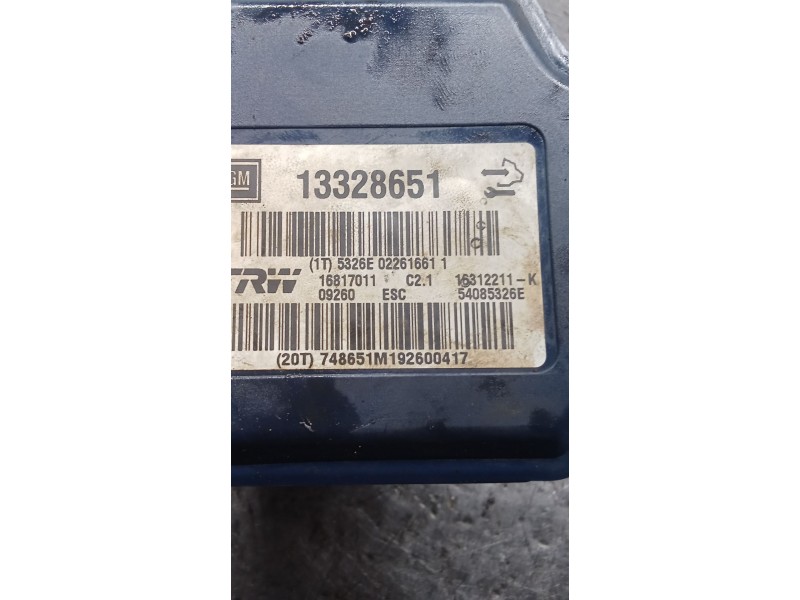 GM 13328651
(1T) 5326E 02261661 1
TRW 16817011 C2.1 16312211-K
09260 ESC 54085326E
(20T) 748651M192600417